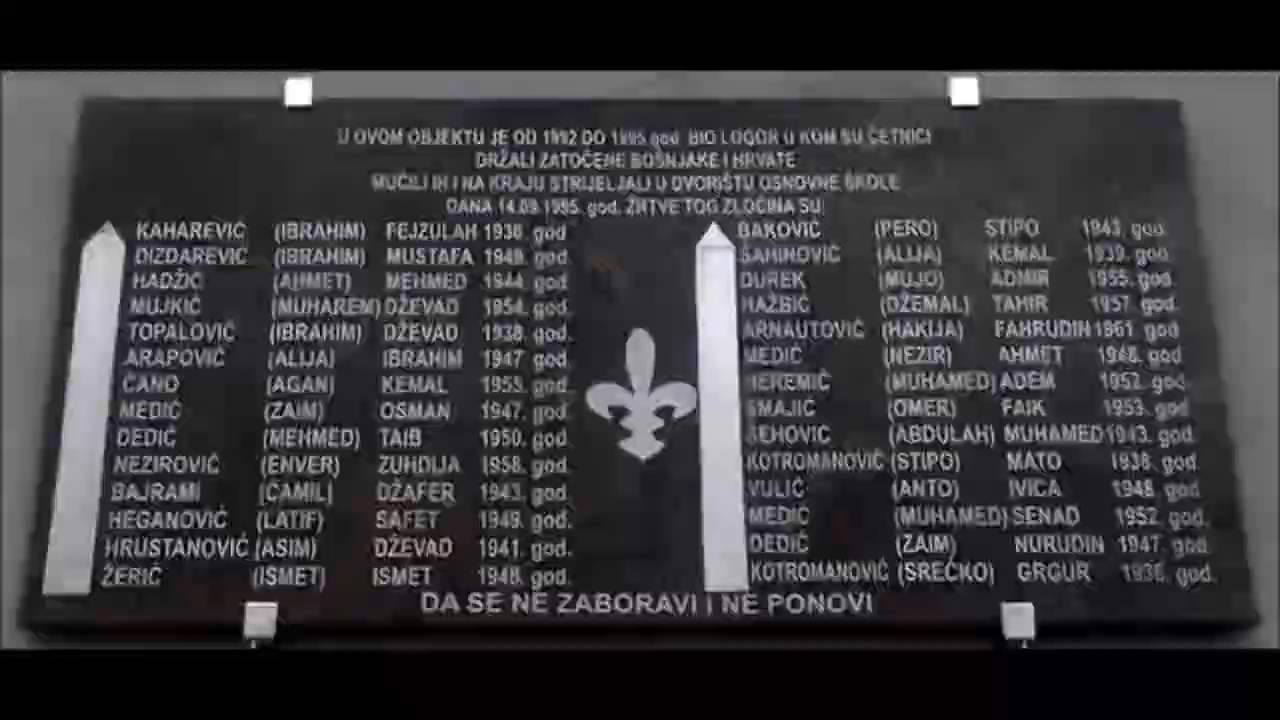 U OVOM OBJEKTU JE OD 1992 DO 1995 god. BIO LOGOR U KOM SU ČETNICI
DRŽALI ZATOČENE BOŠNJAKE I HRVATE
MUČILI IH I NA KRAJU STRIJELJALI U DVORIŠTU OSNOVNE ŠKOLE
DANA 14.09.1995. god. ŽRTVE TOG ZLOČINA SU:
KAHAREVIĆ (IBRAHIM) FEJZULAH 1936. god.
DIZDAREVIĆ (IBRAHIM) MUSTAFA 1949. god.
HADŽIĆ (AHMET) MEHMED 1944. god.
MUJKIĆ (MUHAREM) DŽEVAD 1954. god.
TOPALOVIĆ (IBRAHIM) DŽEVAD 1938. god.
ARAPOVIĆ (ALIJA) IBRAHIM 1947 god.
ČANO (AGAN) KEMAL 1955. god.
MEDIĆ (ZAIM) OSMAN 1947. god.
DEDIĆ (MEHMED) TAIB 1950. god.
NEZIROVIĆ (ENVER) ZUHDIJA 1958. god.
BAJRAMI (ĆAMIL) DŽAFER 1943. god.
HEGANOVIĆ (LATIF) SAFET 1949. god.
HRUSTANOVIĆ (ASIM) DŽEVAD 1941. god.
ŽERIĆ (ISMET) ISMET 1948. god.
BAKOVIĆ (PERO) STIPO 1943. god.
ŠAHINOVIĆ (ALIJA) KEMAL 1939. god.
DUREK (MUJO) ADMIR 1955. god.
HAŽBIĆ (DŽEMAL) TAHIR 1957. god.
ARNAUTOVIĆ (HAKIJA) FAHRUDIN 1961. god.
MEDIĆ (NEZIR) AHMET 1948. god.
HEREMIĆ (MUHAMED) ADEM 1952. god.
SMAJIĆ (OMER) FAIK 1953. god.
ŠEHOVIĆ (ABDULAH) MUHAMED 1943. god.
KOTROMANOVIĆ (STIPO) MATO 1938. god.
VULIĆ (ANTO) IVICA 1948. god.
MEDIĆ (MUHAMED) SENAD 1952. god.
DEDIĆ (ZAIM) NURUDIN 1947. god.
KOTROMANOVIĆ (SREĆKO) GRGUR 1936. god.
DA SE NE ZABORAVI I NE PONOVI